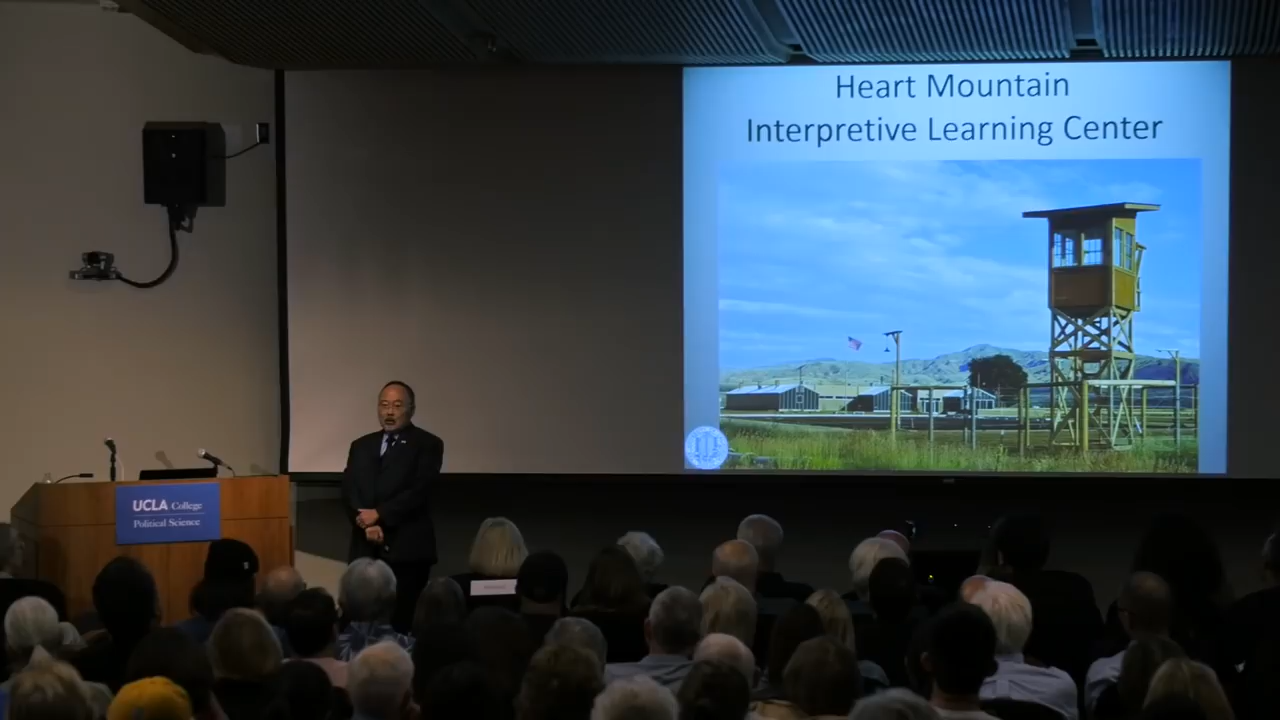 Heart Mountain
Interpretive Learning Center
UCLA College
Political Science